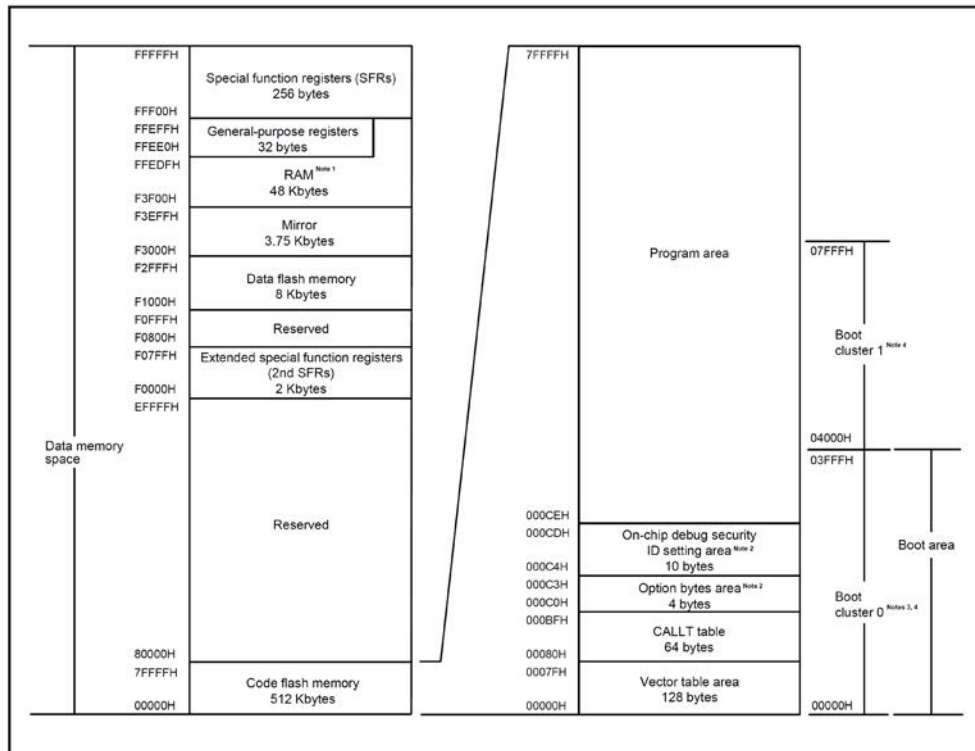 FFFFFH
Special function registers (SFRs)
256 bytes
FFF00H
FFEFFH
General-purpose registers
32 bytes
FFEE0H
FFEDFH
RAM Note 1
48 Kbytes
F3F00H
F3EFFH
Mirror
3.75 Kbytes
F3000H
F2FFFH
Data flash memory
8 Kbytes
F1000H
F0FFFH
Reserved
F0800H
F07FFH
Extended special function registers
(2nd SFRs)
2 Kbytes
F0000H
EFFFFH
Data memory
space
Reserved
80000H
7FFFFH
Code flash memory
512 Kbytes
00000H
7FFFFH
Program area
000CEH
000CDH
On-chip debug security
ID setting area Note 2
10 bytes
000C4H
000C3H
Option bytes area Note 2
4 bytes
000C0H
000BFH
CALLT table
64 bytes
00080H
0007FH
Vector table area
128 bytes
00000H
07FFFH
Boot
cluster 1 Note 4
04000H
03FFFH
Boot area
Boot
cluster 0 Notes 3, 4
00000H